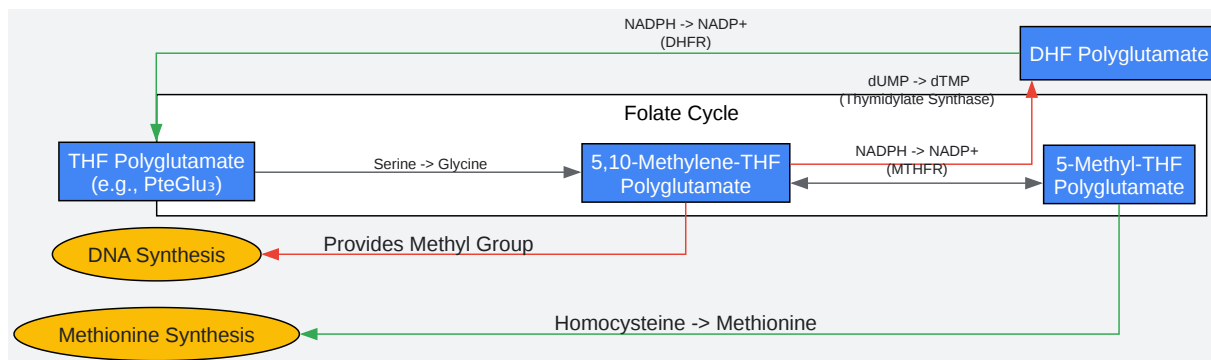 NADPH -> NADP+
(DHFR)
DHF Polyglutamate
dUMP -> dTMP
(Thymidylate Synthase)
Folate Cycle
THF Polyglutamate
(e.g., PteGlu₃)
Serine -> Glycine
5,10-Methylene-THF
Polyglutamate
NADPH -> NADP+
(MTHFR)
5-Methyl-THF
Polyglutamate
DNA Synthesis
Provides Methyl Group
Methionine Synthesis
Homocysteine -> Methionine